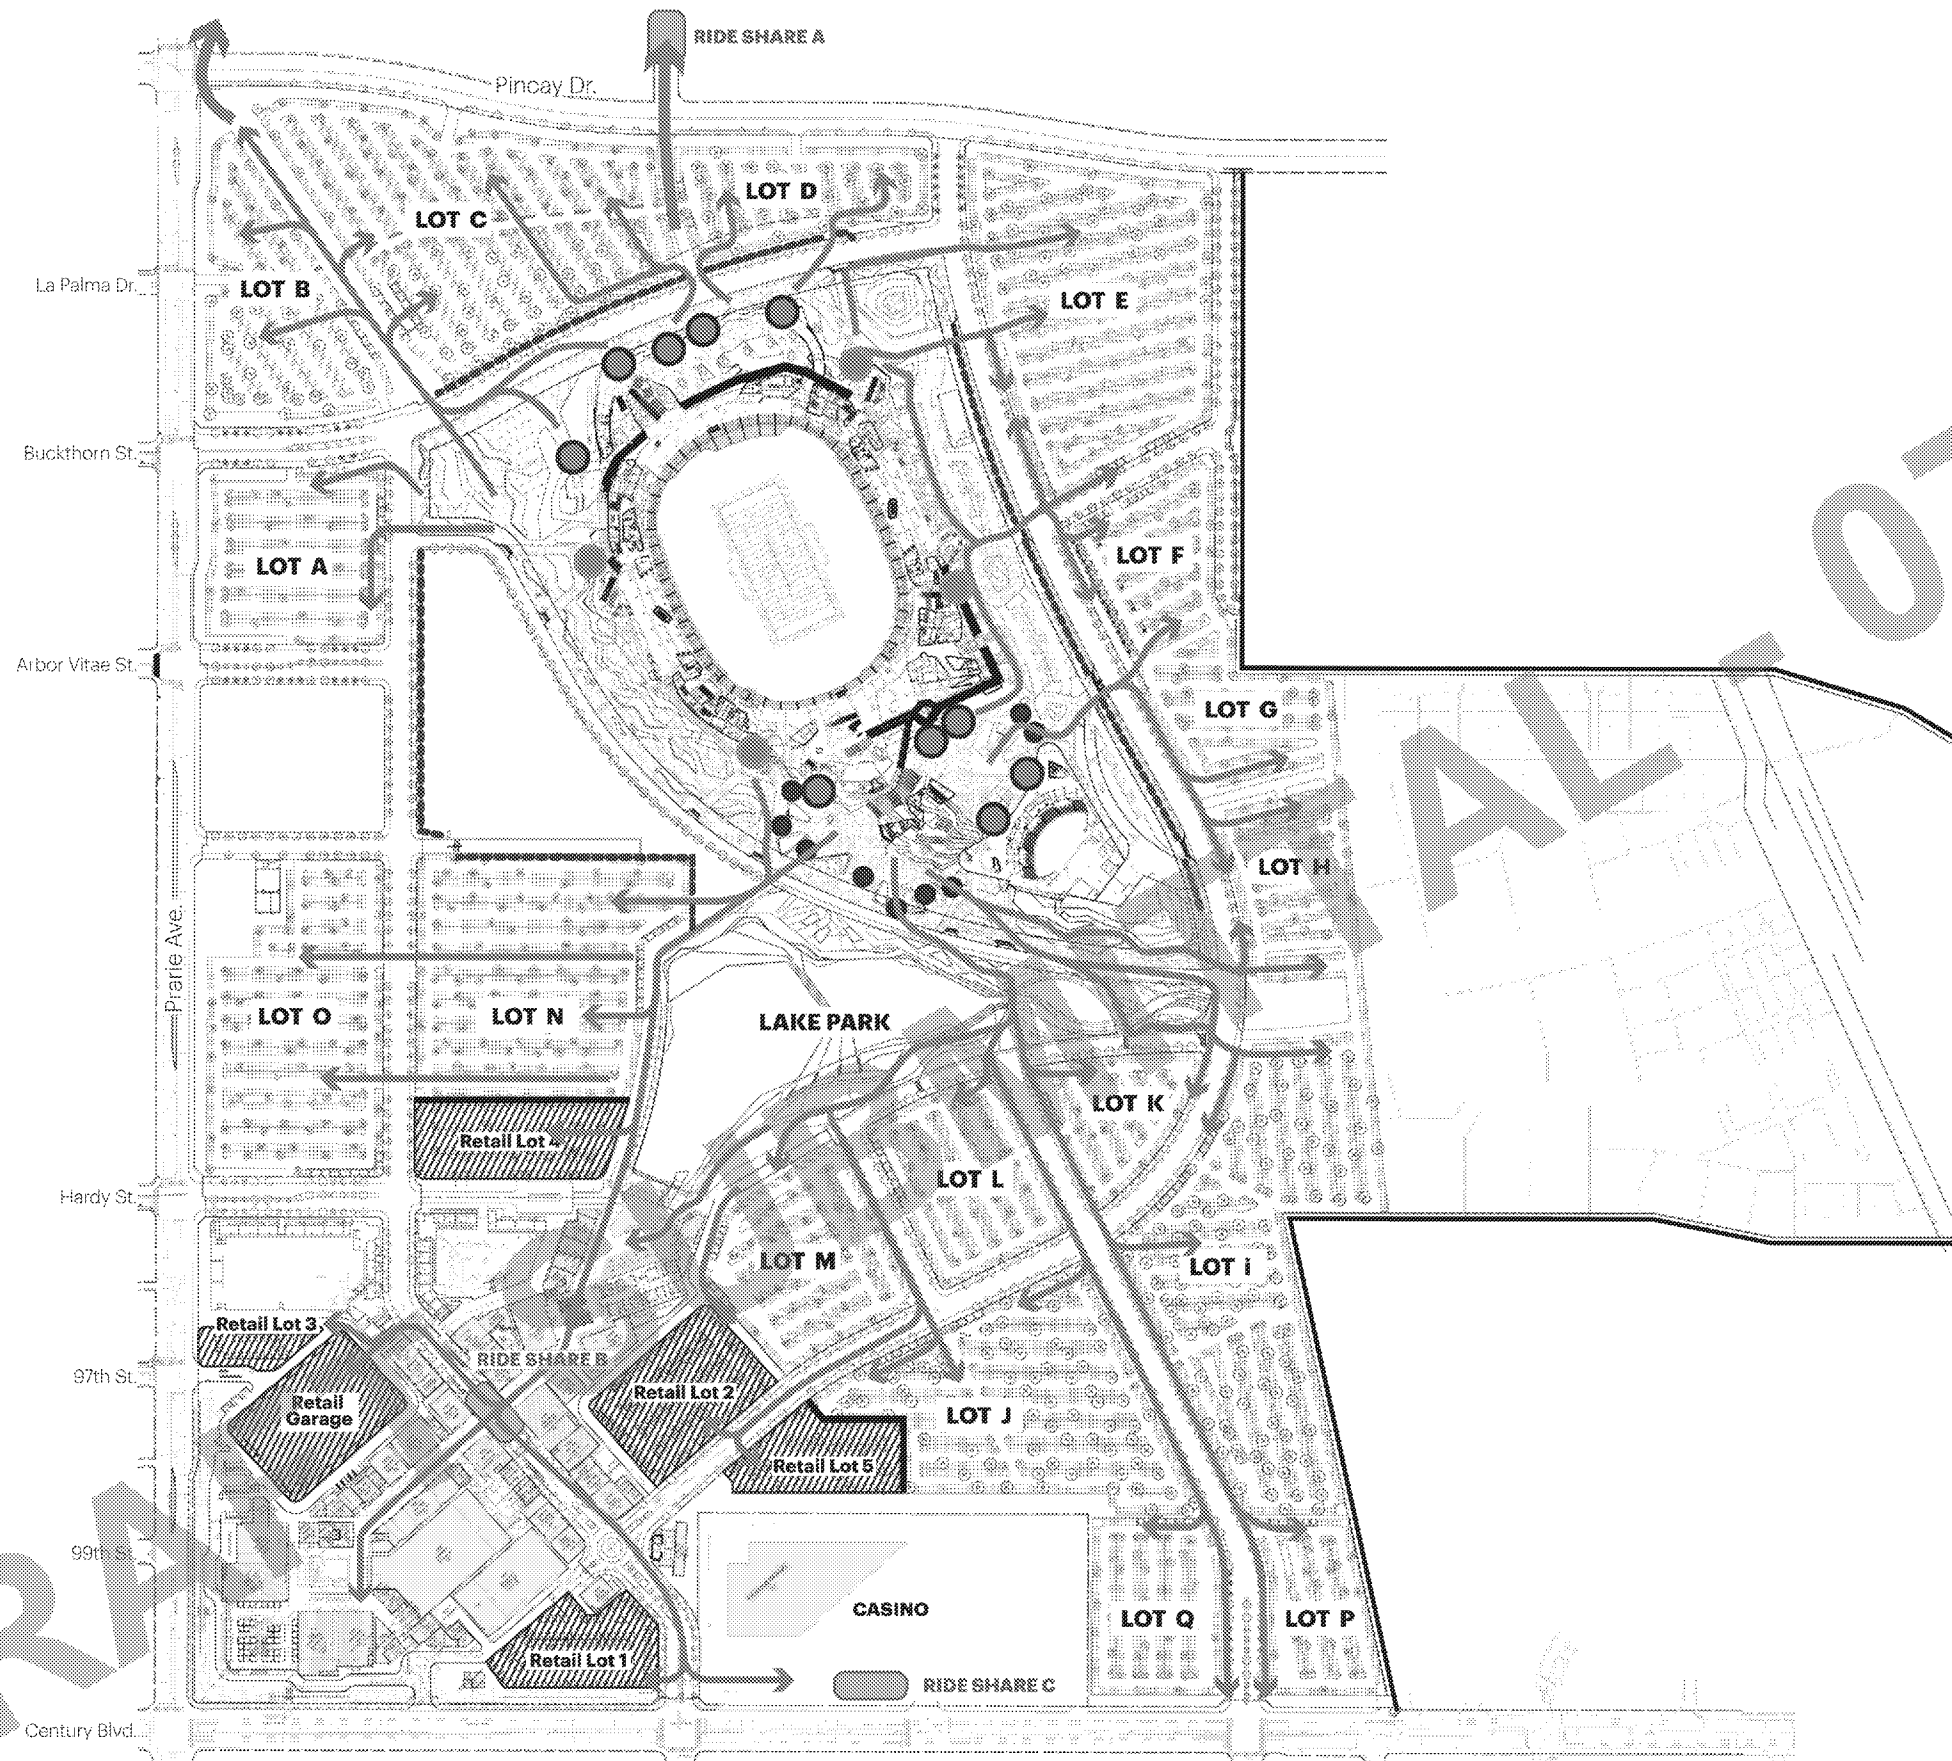 RIDE SHARE A
Pincay Dr.
LOT D
LOT C
La Palma Dr.
LOT B
LOT E
Buckthorn St.
LOT A
LOT F
Arbor Vitae St.
LOT G
LOT H
Prarie Ave.
LOT O
LOT N
LAKE PARK
LOT K
Retail Lot 4
LOT L
Hardy St.
LOT M
LOT i
Retail Lot 3
RIDE SHARE B
97th St.
Retail
Garage
Retail Lot 2
LOT J
Retail Lot 5
99th St.
CASINO
LOT Q
LOT P
Retail Lot 1
RIDE SHARE C
Century Blvd.